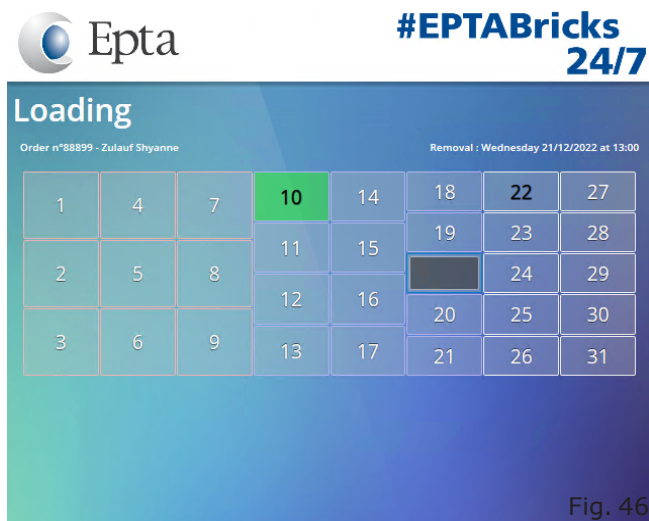 Epta
#EPTABricks
24/7
Loading
Order n°88899 - Zulauf Shyanne
Removal : Wednesday 21/12/2022 at 13:00
1 4 7 10 14 18 22 27
11 15 19 23 28
2 5 8 24 29
12 16 20 25 30
3 6 9 13 17 21 26 31
Fig. 46